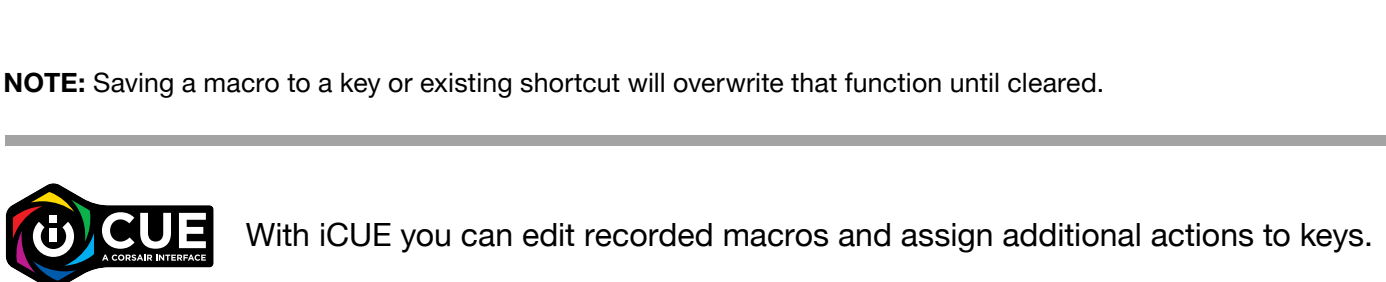 NOTE: Saving a macro to a key or existing shortcut will overwrite that function until cleared.
iCUE
A CORSAIR INTERFACE
With iCUE you can edit recorded macros and assign additional actions to keys.